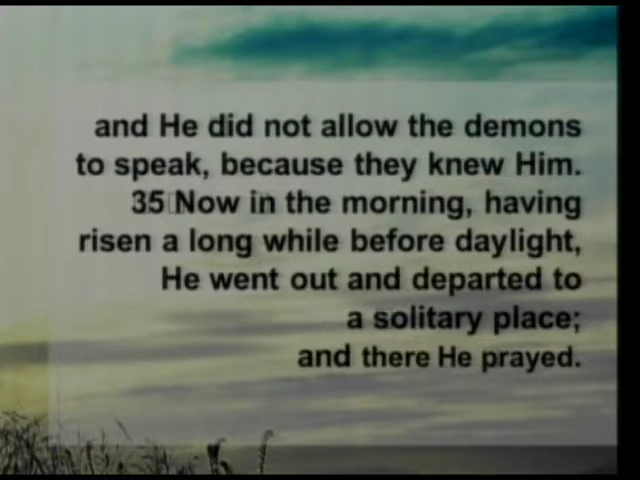 and He did not allow the demons
to speak, because they knew Him.
35 Now in the morning, having
risen a long while before daylight,
He went out and departed to
a solitary place;
and there He prayed.